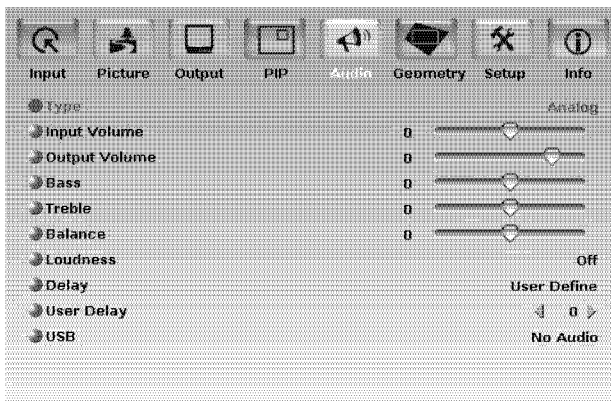 Input Picture Output PIP Audio Geometry Setup Info
Type Analog
Input Volume 0
Output Volume 0
Bass 0
Treble 0
Balance 0
Loudness Off
Delay User Define
User Delay 0
USB No Audio